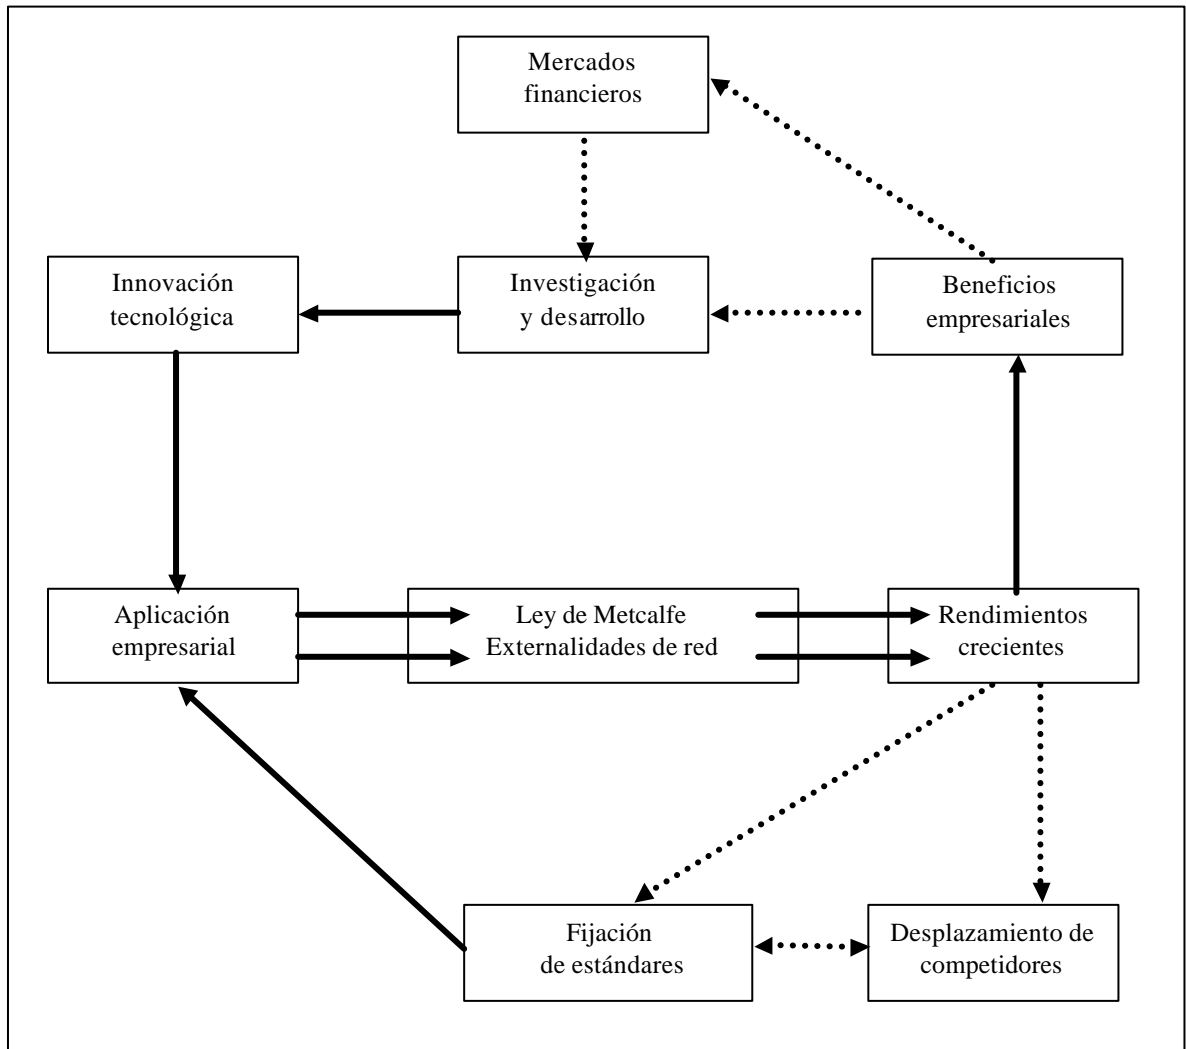 Mercados
financieros
Innovación
tecnológica
Investigación
y desarrollo
Beneficios
empresariales
Aplicación
empresarial
Ley de Metcalfe
Externalidades de red
Rendimientos
crecientes
Fijación
de estándares
Desplazamiento de
competidores